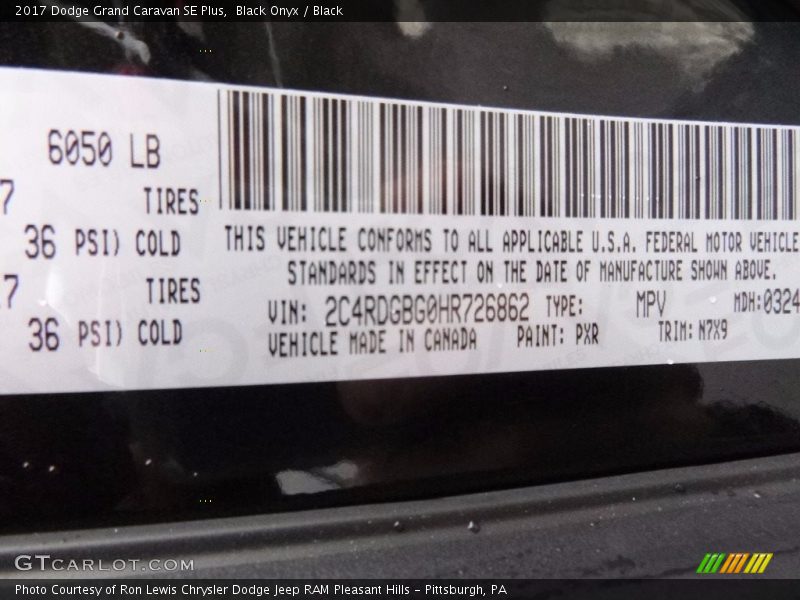 2017 Dodge Grand Caravan SE Plus,  Black Onyx / Black
6050 LB
7 TIRES
36 PSI) COLD
7 TIRES
36 PSI) COLD
THIS VEHICLE CONFORMS TO ALL APPLICABLE U.S.A. FEDERAL MOTOR VEHICLE
STANDARDS IN EFFECT ON THE DATE OF MANUFACTURE SHOWN ABOVE.
VIN: 2C4RDGBG0HR726862 TYPE: MPV MDH:0324
VEHICLE MADE IN CANADA PAINT: PXR TRIM: N7X9
GTCARLOT.COM
Photo Courtesy of Ron Lewis Chrysler Dodge Jeep RAM Pleasant Hills – Pittsburgh, PA